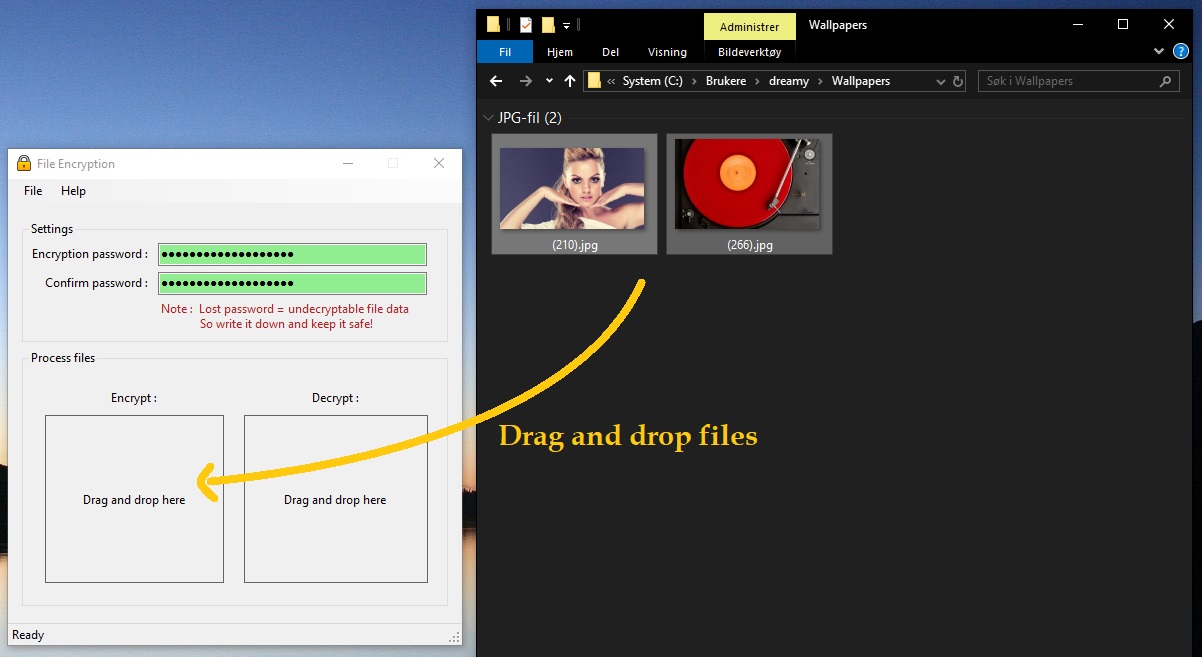 File Encryption
File Help
Settings
Encryption password : ●●●●●●●●●●●●●●●●●●●
Confirm password : ●●●●●●●●●●●●●●●●●●●
Note : Lost password = undecryptable file data
So write it down and keep it safe!
Process files
Encrypt : Decrypt :
Drag and drop here Drag and drop here
Ready
Administrer Wallpapers
Fil Hjem Del Visning Bildeverktøy
« System (C:) › Brukere › dreamy › Wallpapers Søk i Wallpapers
JPG-fil (2)
(210).jpg (266).jpg
Drag and drop files